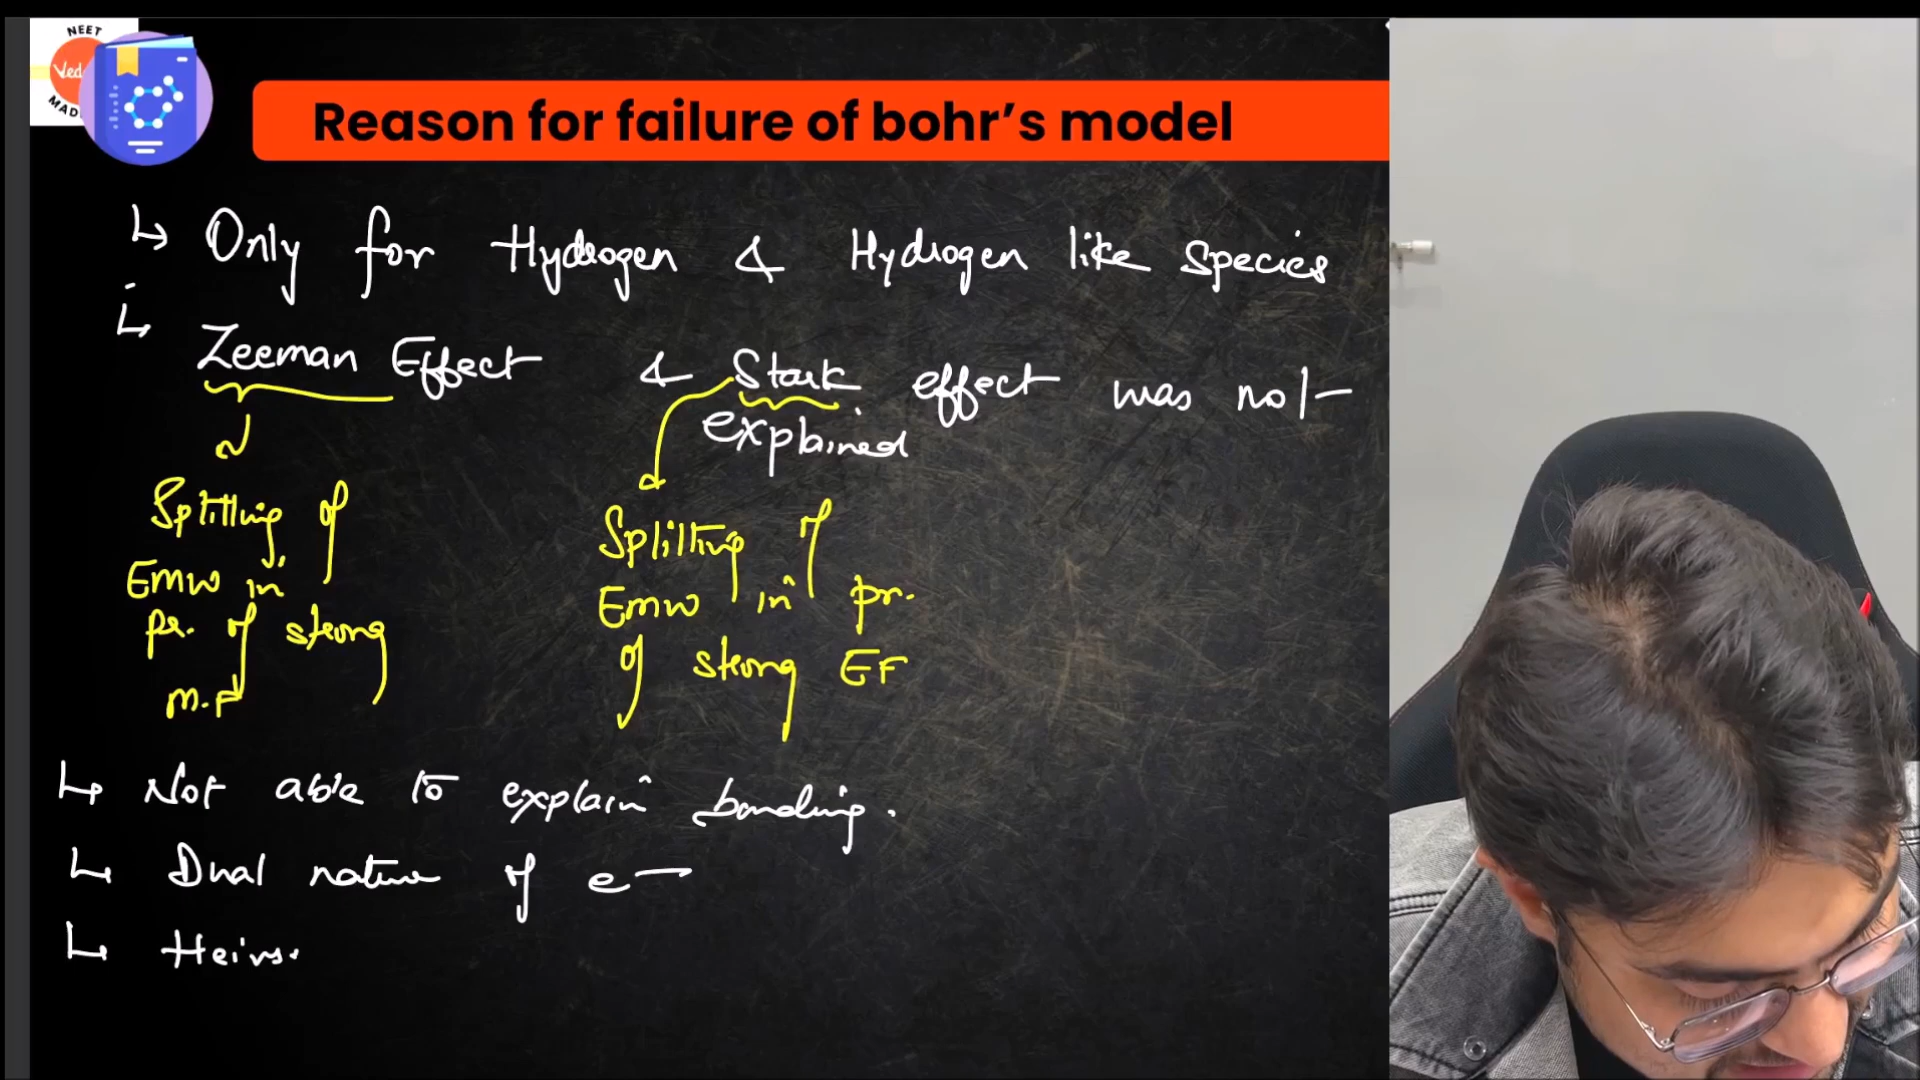 NEET
Ved
MAD
Reason for failure of bohr's model
↳ Only for Hydrogen & Hydrogen like Species
↳ Zeeman Effect & Stark effect was not
explained
Splitting of
Emw in
pr. of strong
M.F
Splitting of
Emw in pr.
of strong EF
↳ Not able to explain bonding.
↳ Dual nature of e—
↳ Heins.